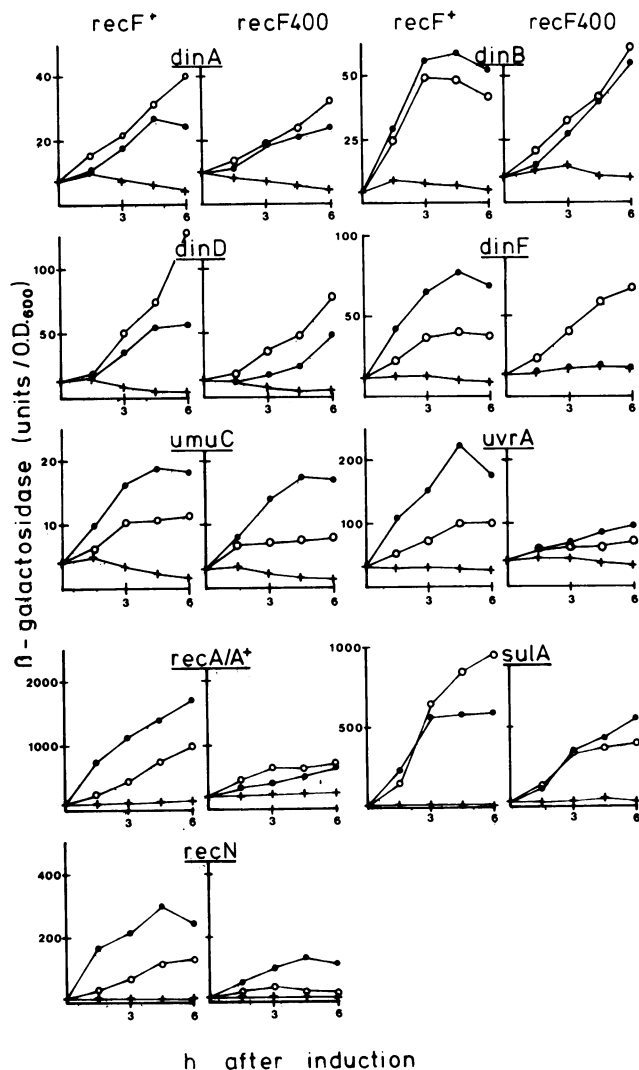 recF⁺ recF400 recF⁺ recF400
dinA dinB
40
20
3 6 3 6
50
25
3 6 3 6
dinD dinF
100
50
3 6 3 6
100
50
3 6 3 6
umuC uvrA
20
10
3 6 3 6
200
100
3 6 3 6
recA/A⁺ sulA
2000
1000
3 6 3 6
1000
500
3 6 3 6
recN
400
200
3 6 3 6
β-galactosidase (units/O.D.₆₀₀)
h after induction